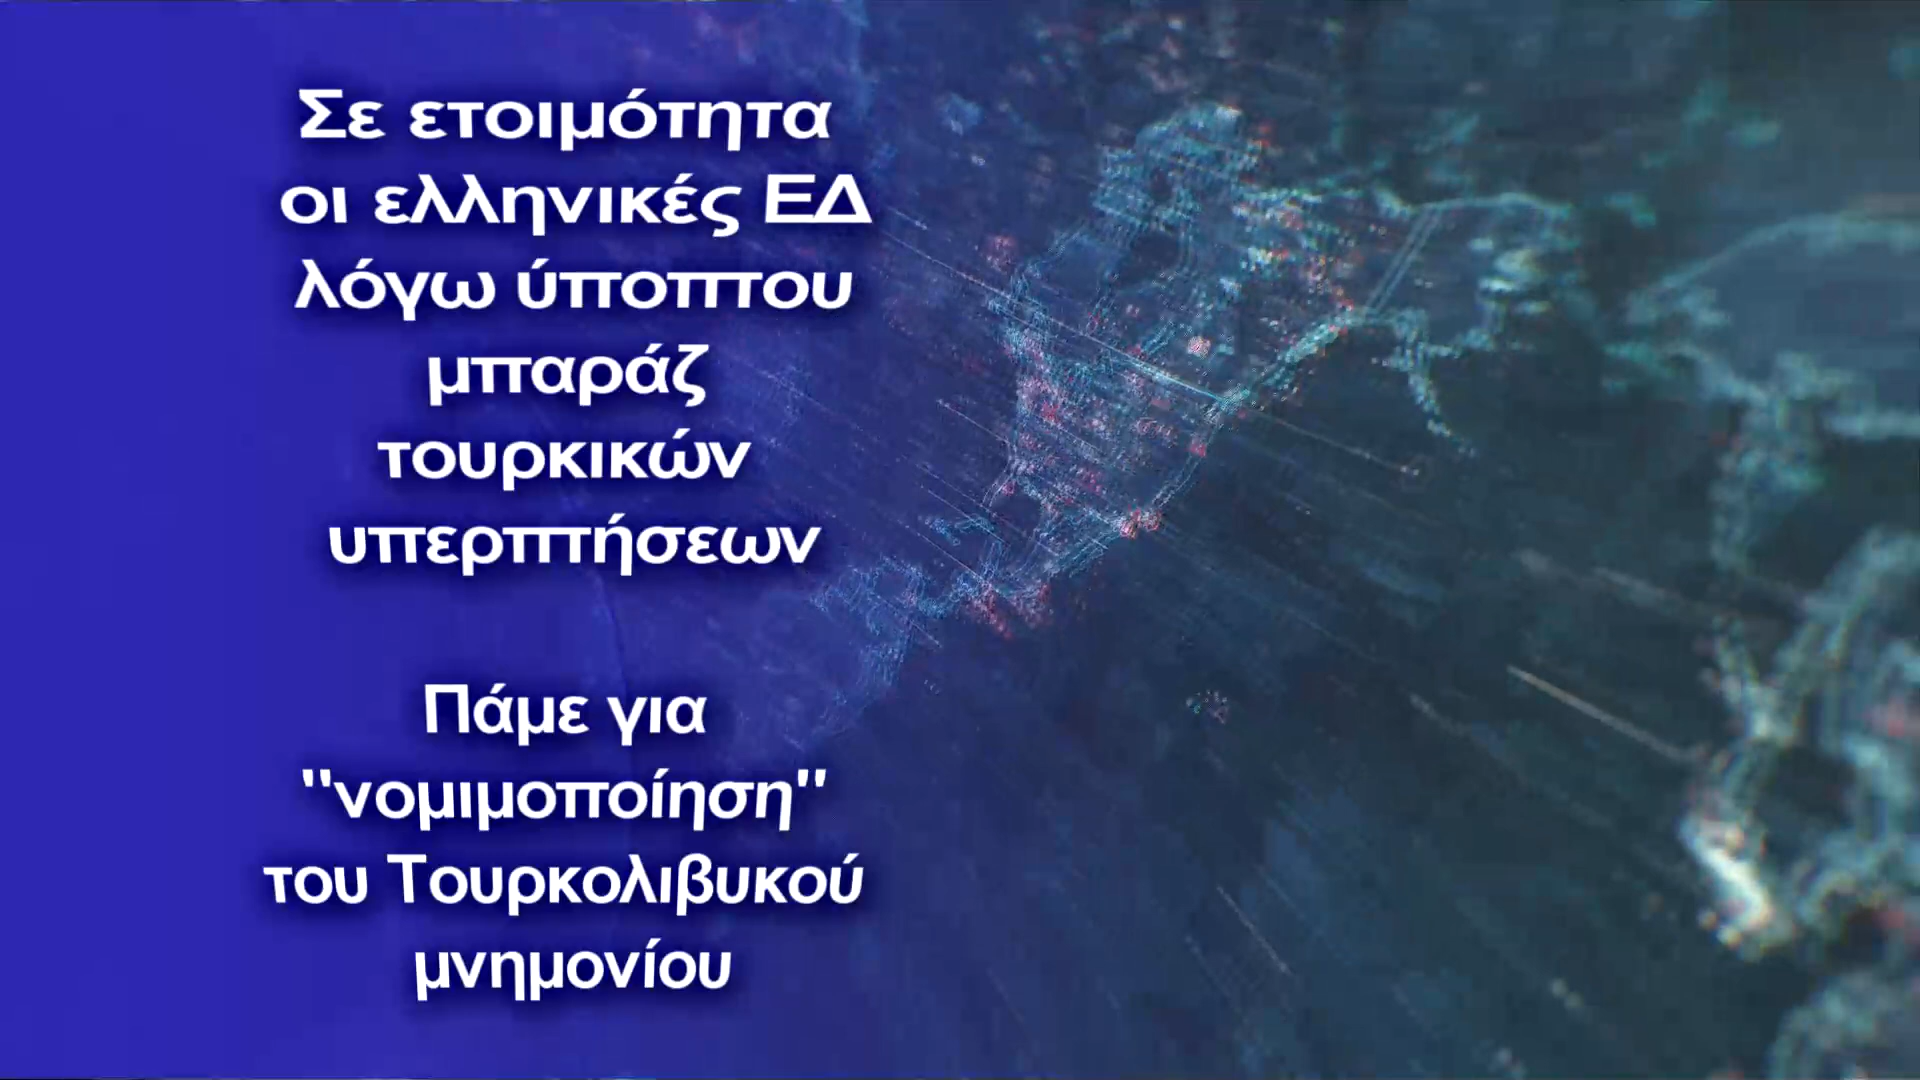 Σε ετοιμότητα
οι ελληνικές ΕΔ
λόγω ύποπτου
μπαράζ
τουρκικών
υπερπτήσεων
Πάμε για
"νομιμοποίηση"
του Τουρκολιβυκού
μνημονίου